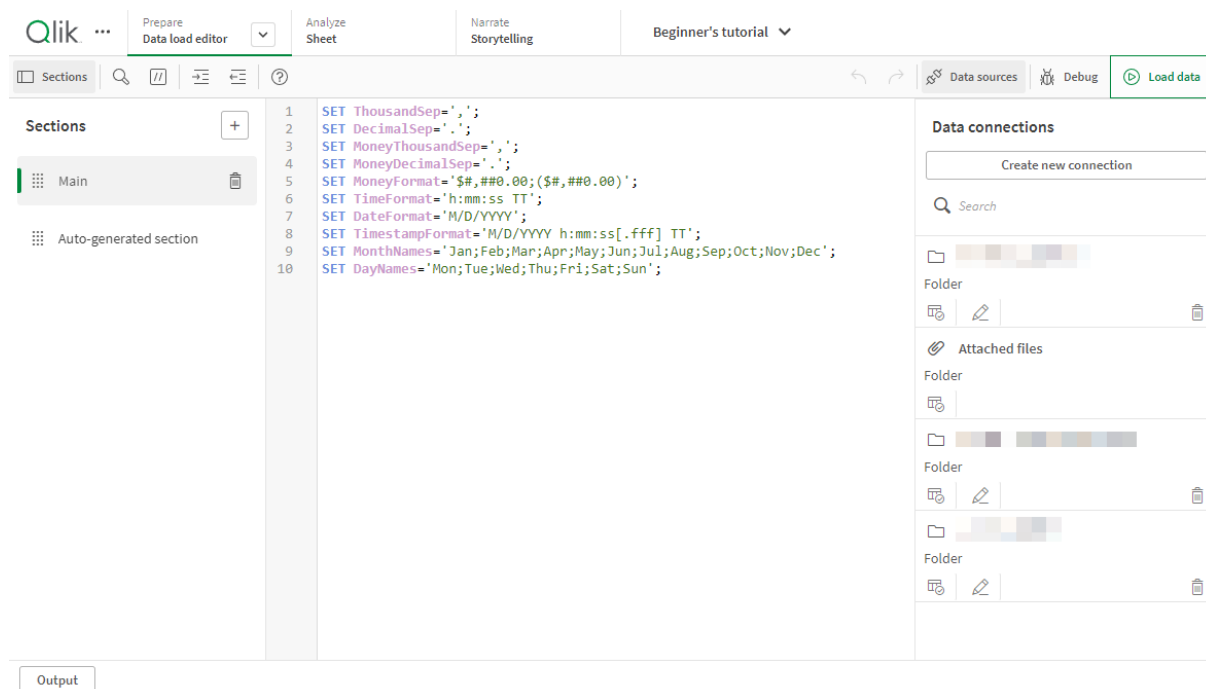 Qlik
Prepare
Data load editor
Analyze
Sheet
Narrate
Storytelling
Beginner's tutorial
Sections
//
?
Data sources
Debug
Load data
Sections
+
Main
Auto-generated section
1 SET ThousandSep=',';
2 SET DecimalSep='.';
3 SET MoneyThousandSep=',';
4 SET MoneyDecimalSep='.';
5 SET MoneyFormat='$#,##0.00;($#,##0.00)';
6 SET TimeFormat='h:mm:ss TT';
7 SET DateFormat='M/D/YYYY';
8 SET TimestampFormat='M/D/YYYY h:mm:ss[.fff] TT';
9 SET MonthNames='Jan;Feb;Mar;Apr;May;Jun;Jul;Aug;Sep;Oct;Nov;Dec';
10 SET DayNames='Mon;Tue;Wed;Thu;Fri;Sat;Sun';
Data connections
Create new connection
Search
Folder
Attached files
Folder
Folder
Folder
Output